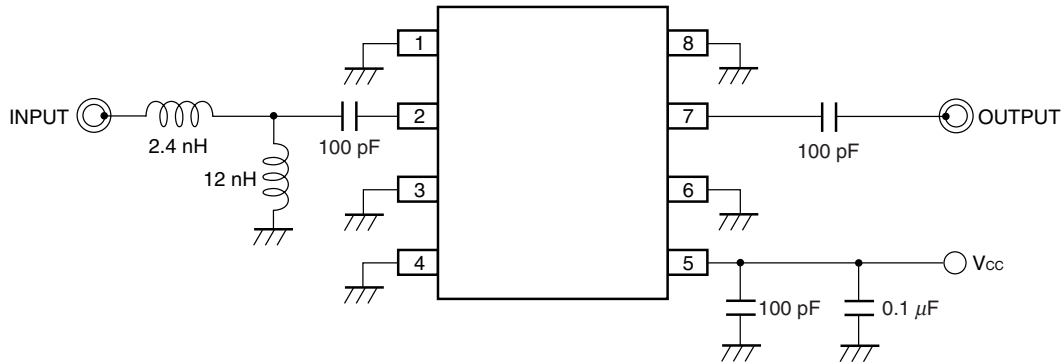 1
8
INPUT
2
7
OUTPUT
2.4 nH
100 pF
100 pF
12 nH
3
6
4
5
VCC
100 pF
0.1 μF